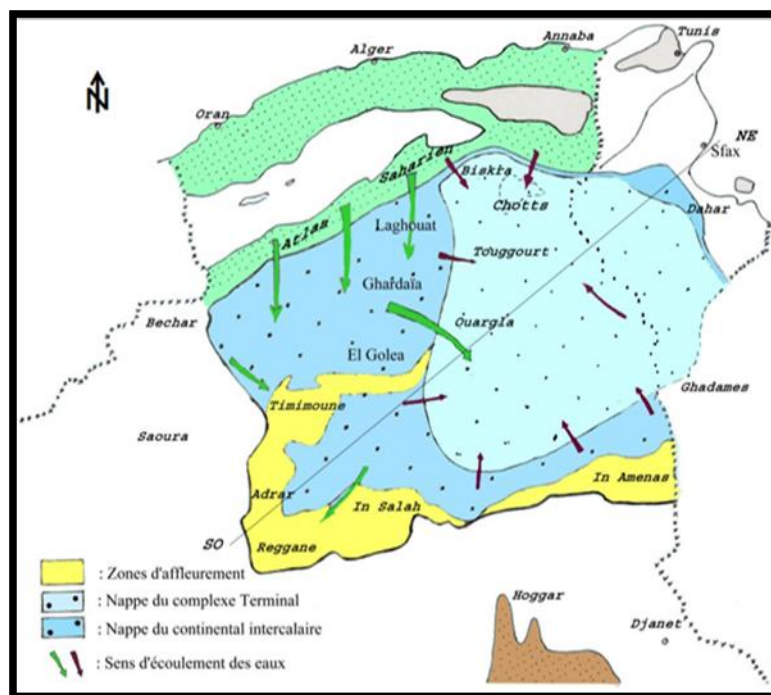 Tunis
Annaba
Alger
N
Oran
NE
Sfax
Biskra
Saharien
Chotts
Dahar
Atlas
Laghouat
Touggourt
Ghardaïa
Bechar
Ouargla
El Golea
Ghadames
Timimoune
Saoura
In Amenas
Adrar
In Salah
SO
Reggane
: Zones d'affleurement
: Nappe du complexe Terminal
Hoggar
: Nappe du continental intercalaire
Djanet
: Sens d'écoulement des eaux